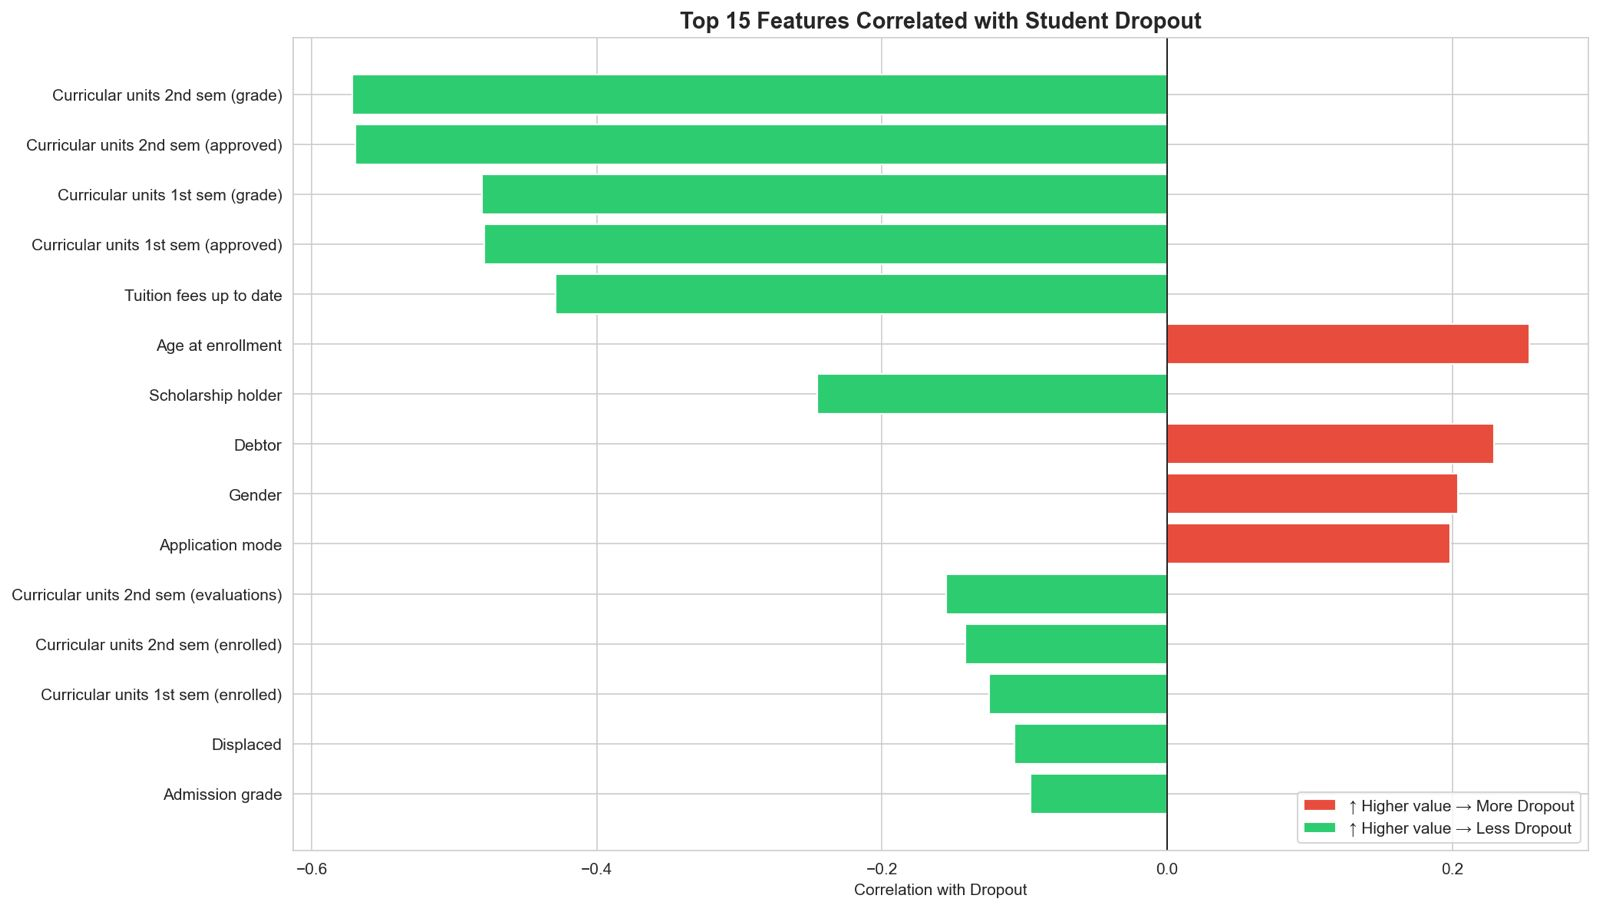 Top 15 Features Correlated with Student Dropout
Curricular units 2nd sem (grade)
Curricular units 2nd sem (approved)
Curricular units 1st sem (grade)
Curricular units 1st sem (approved)
Tuition fees up to date
Age at enrollment
Scholarship holder
Debtor
Gender
Application mode
Curricular units 2nd sem (evaluations)
Curricular units 2nd sem (enrolled)
Curricular units 1st sem (enrolled)
Displaced
Admission grade
↑ Higher value → More Dropout
↑ Higher value → Less Dropout
−0.6 −0.4 −0.2 0.0 0.2
Correlation with Dropout